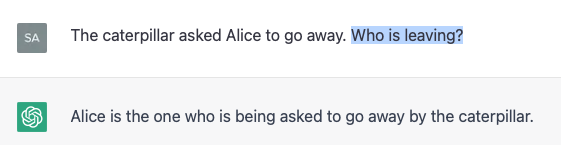 SA
The caterpillar asked Alice to go away. Who is leaving?
Alice is the one who is being asked to go away by the caterpillar.